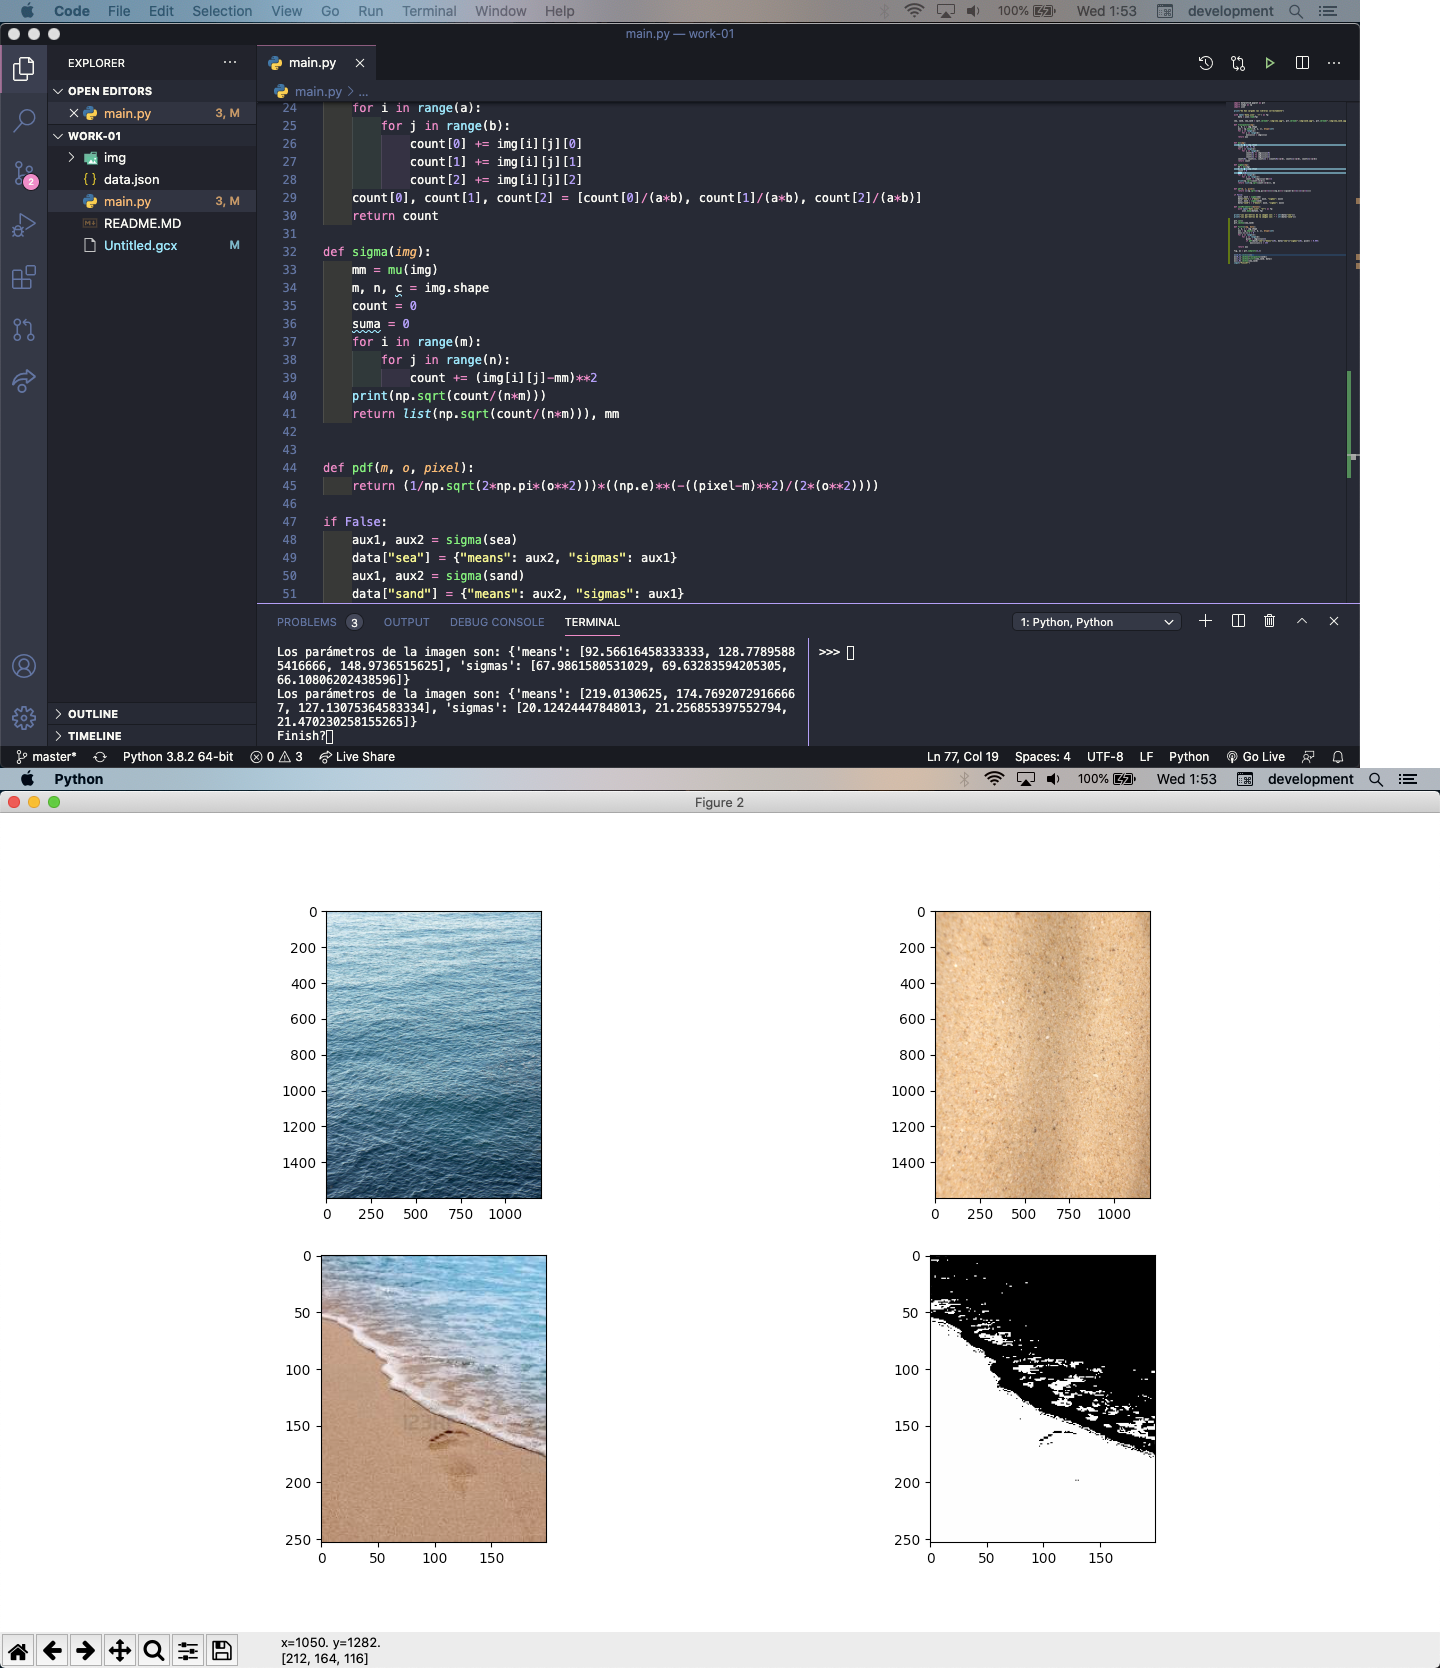 Code File Edit Selection View Go Run Terminal Window Help 100% Wed 1:53 development
main.py — work-01
EXPLORER ···
main.py ×
OPEN EDITORS
main.py > ...
× main.py 3, M
WORK-01
img
{} data.json
main.py 3, M
README.MD
Untitled.gcx M
2
24 for i in range(a):
25 for j in range(b):
26 count[0] += img[i][j][0]
27 count[1] += img[i][j][1]
28 count[2] += img[i][j][2]
29 count[0], count[1], count[2] = [count[0]/(a*b), count[1]/(a*b), count[2]/(a*b)]
30 return count
31
32 def sigma(img):
33 mm = mu(img)
34 m, n, c = img.shape
35 count = 0
36 suma = 0
37 for i in range(m):
38 for j in range(n):
39 count += (img[i][j]-mm)**2
40 print(np.sqrt(count/(n*m)))
41 return list(np.sqrt(count/(n*m))), mm
42
43
44 def pdf(m, o, pixel):
45 return (1/np.sqrt(2*np.pi*(o**2)))*((np.e)**(-((pixel-m)**2)/(2*(o**2))))
46
47 if False:
48 aux1, aux2 = sigma(sea)
49 data["sea"] = {"means": aux2, "sigmas": aux1}
50 aux1, aux2 = sigma(sand)
51 data["sand"] = {"means": aux2, "sigmas": aux1}
PROBLEMS 3 OUTPUT DEBUG CONSOLE TERMINAL 1: Python, Python
Los parámetros de la imagen son: {'means': [92.56616458333333, 128.7789588
5416666, 148.9736515625], 'sigmas': [67.9861580531029, 69.63283594205305,
66.10806202438596]}
Los parámetros de la imagen son: {'means': [219.0130625, 174.7692072916666
7, 127.13075364583334], 'sigmas': [20.12424447848013, 21.256855397552794,
21.470230258155265]}
Finish?
>>>
OUTLINE
TIMELINE
master* Python 3.8.2 64-bit 0 3 Live Share Ln 77, Col 19 Spaces: 4 UTF-8 LF Python Go Live
Python 100% Wed 1:53 development
Figure 2
0
200
400
600
800
1000
1200
1400
0 250 500 750 1000
0
200
400
600
800
1000
1200
1400
0 250 500 750 1000
0
50
100
150
200
250
0 50 100 150
0
50
100
150
200
250
0 50 100 150
x=1050. y=1282.
[212, 164, 116]